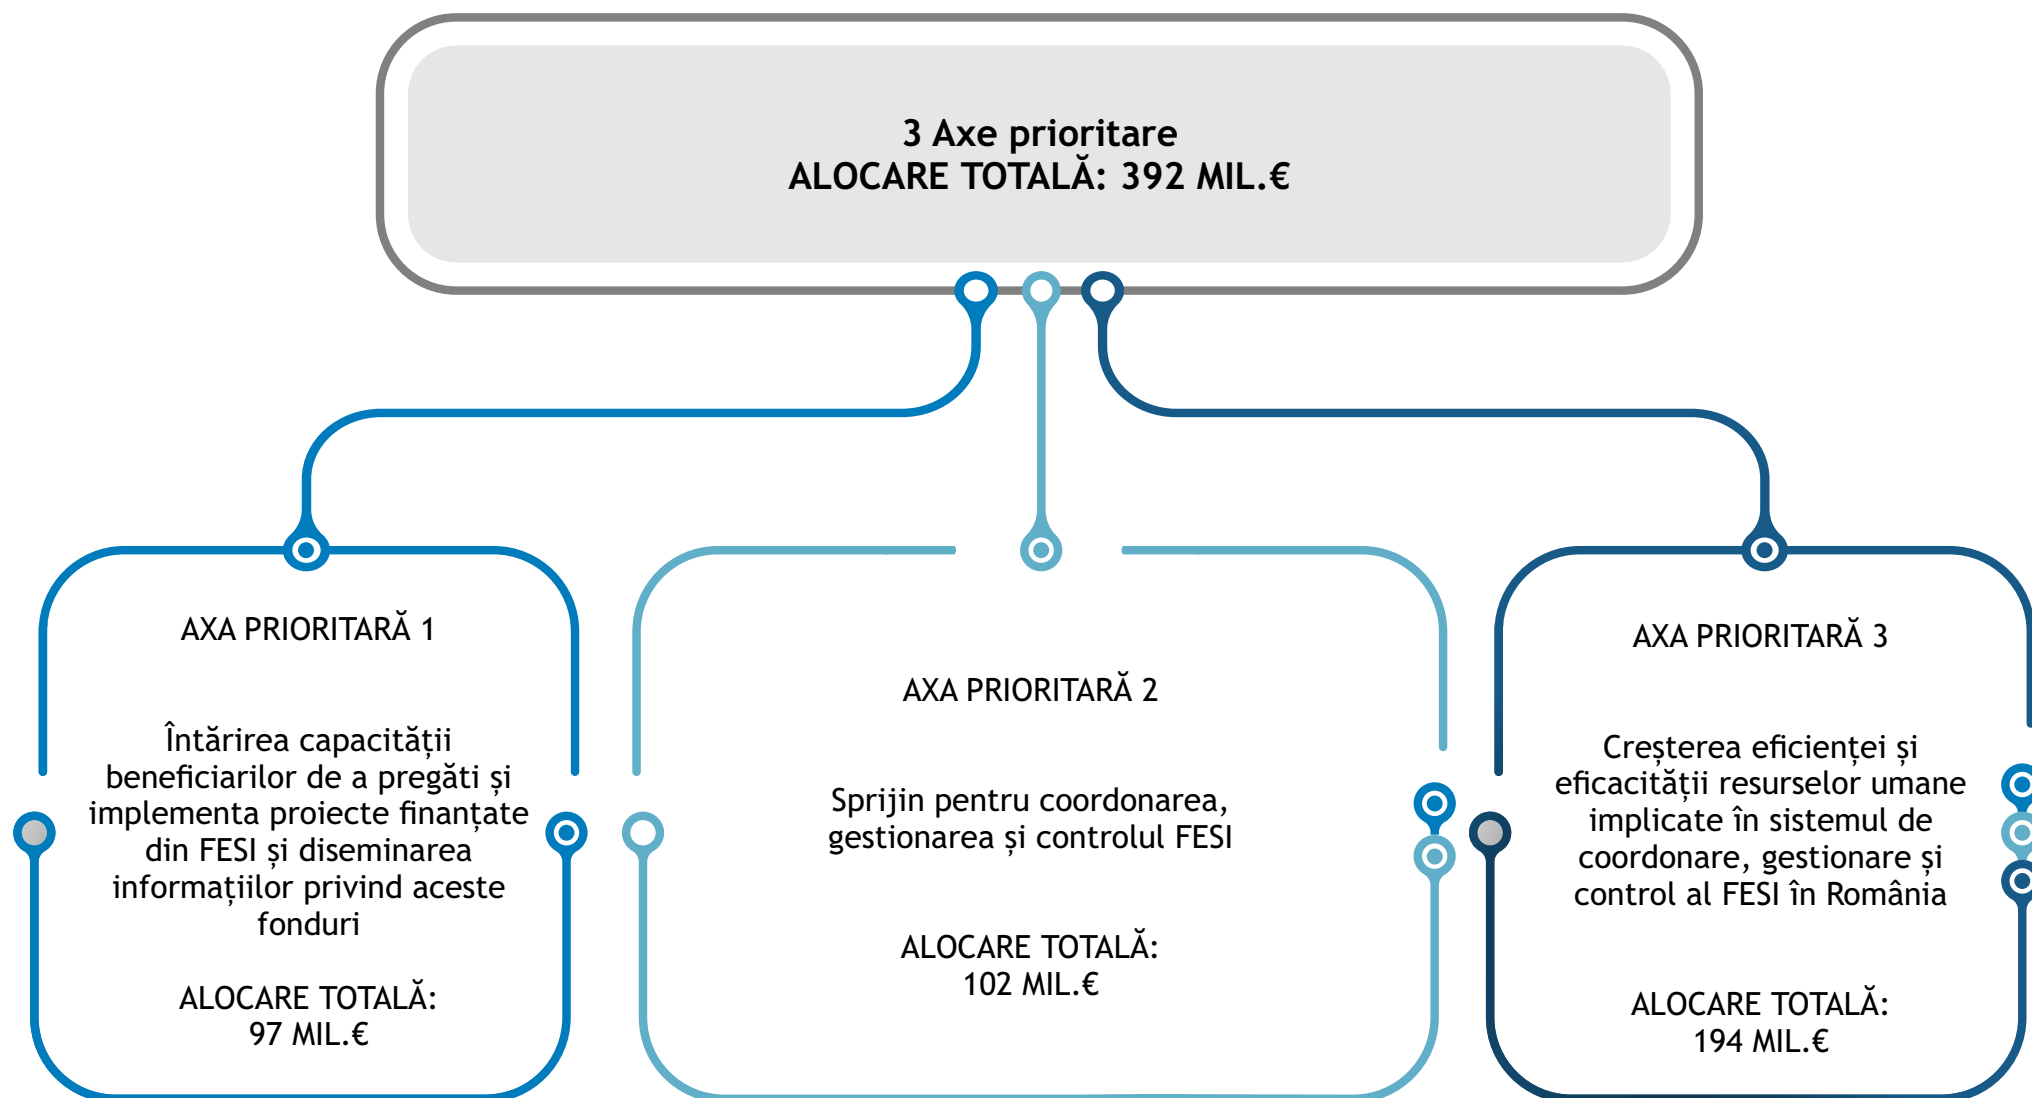 3 Axe prioritare
ALOCARE TOTALĂ: 392 MIL.€
AXA PRIORITARĂ 1
Întărirea capacității
beneficiarilor de a pregăti și
implementa proiecte finanțate
din FESI și diseminarea
informațiilor privind aceste
fonduri
ALOCARE TOTALĂ:
97 MIL.€
AXA PRIORITARĂ 2
Sprijin pentru coordonarea,
gestionarea și controlul FESI
ALOCARE TOTALĂ:
102 MIL.€
AXA PRIORITARĂ 3
Creșterea eficienței și
eficacității resurselor umane
implicate în sistemul de
coordonare, gestionare și
control al FESI în România
ALOCARE TOTALĂ:
194 MIL.€